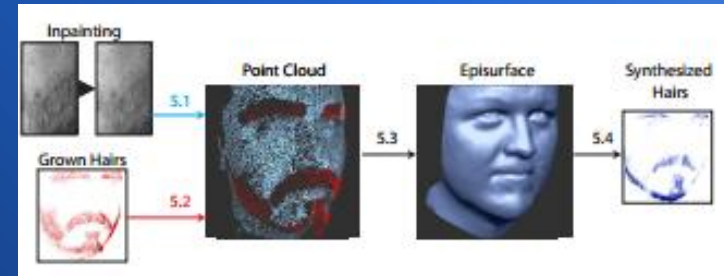 Inpainting
Point Cloud
Episurface
Synthesized
Hairs
5.1
5.3
5.4
Grown Hairs
5.2